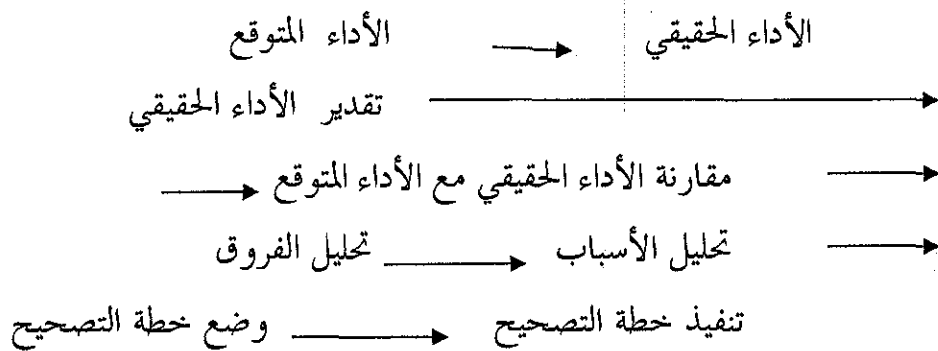 الأداء الحقيقي الأداء المتوقع
تقدير الأداء الحقيقي
مقارنة الأداء الحقيقي مع الأداء المتوقع
تحليل الأسباب تحليل الفروق
تنفيذ خطة التصحيح وضع خطة التصحيح